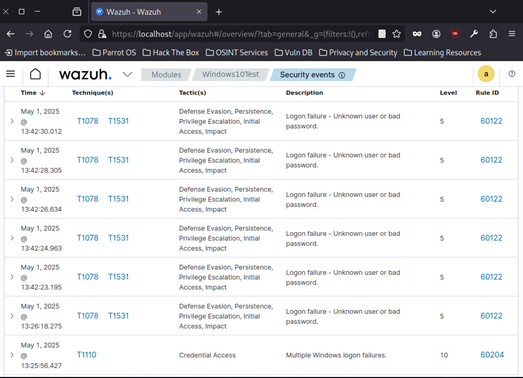 Wazuh - Wazuh
https://localhost/app/wazuh#/overview/?tab=general&_g=(filters:!(),refre
Import bookmarks... Parrot OS Hack The Box OSINT Services Vuln DB Privacy and Security Learning Resources
wazuh. Modules Windows10Test Security events a
Time Technique(s) Tactic(s) Description Level Rule ID
May 1, 2025 @ 13:42:30.012 T1078 T1531 Defense Evasion, Persistence, Privilege Escalation, Initial Access, Impact Logon failure - Unknown user or bad password. 5 60122
May 1, 2025 @ 13:42:28.305 T1078 T1531 Defense Evasion, Persistence, Privilege Escalation, Initial Access, Impact Logon failure - Unknown user or bad password. 5 60122
May 1, 2025 @ 13:42:26.634 T1078 T1531 Defense Evasion, Persistence, Privilege Escalation, Initial Access, Impact Logon failure - Unknown user or bad password. 5 60122
May 1, 2025 @ 13:42:24.963 T1078 T1531 Defense Evasion, Persistence, Privilege Escalation, Initial Access, Impact Logon failure - Unknown user or bad password. 5 60122
May 1, 2025 @ 13:42:23.195 T1078 T1531 Defense Evasion, Persistence, Privilege Escalation, Initial Access, Impact Logon failure - Unknown user or bad password. 5 60122
May 1, 2025 @ 13:26:18.275 T1078 T1531 Defense Evasion, Persistence, Privilege Escalation, Initial Access, Impact Logon failure - Unknown user or bad password. 5 60122
May 1, 2025 @ 13:25:56.427 T1110 Credential Access Multiple Windows logon failures. 10 60204